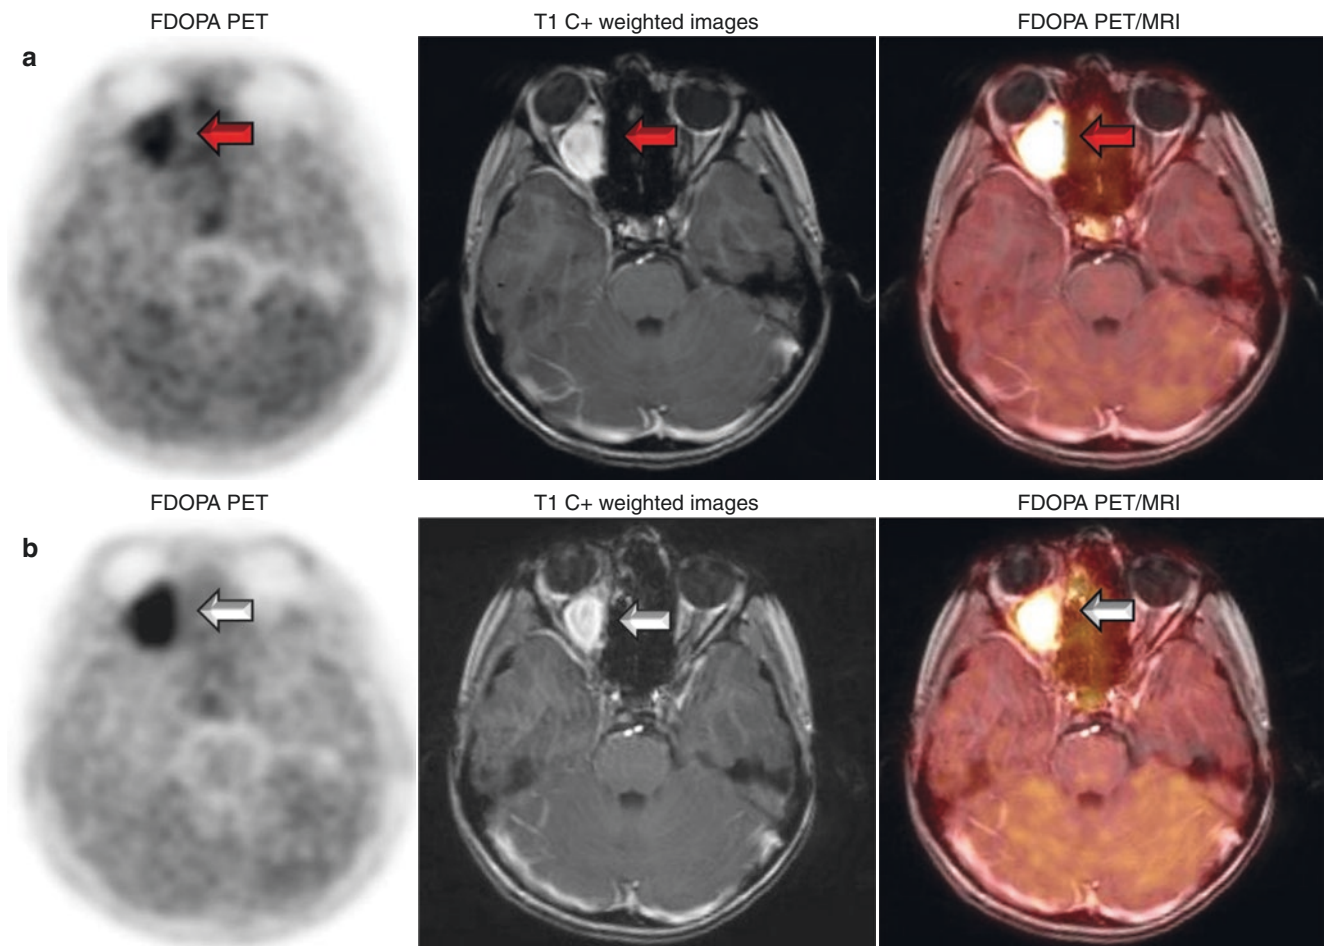 FDOPA PET
T1 C+ weighted images
FDOPA PET/MRI
a
FDOPA PET
T1 C+ weighted images
FDOPA PET/MRI
b